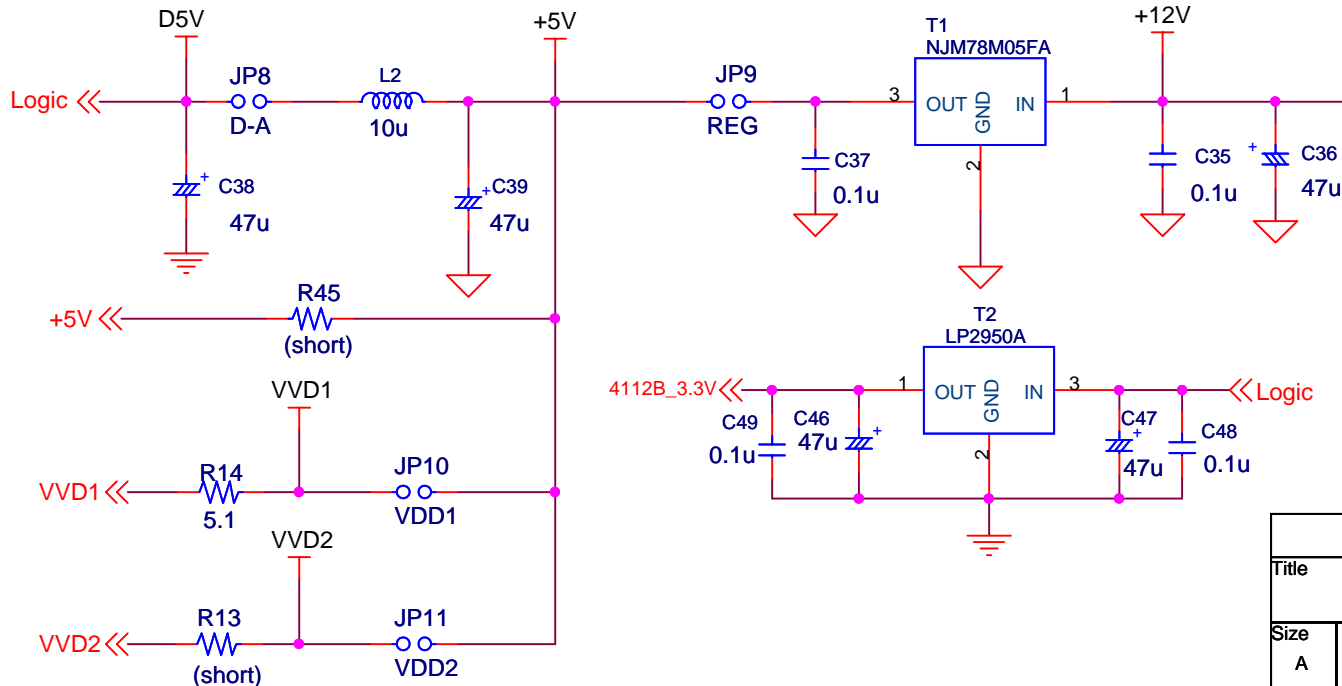 D5V
+5V
T1
NJM78M05FA
+12V
Logic
JP8
D-A
L2
10u
JP9
REG
3
OUT
GND
IN
1
2
C38
47u
C39
47u
C37
0.1u
C35
0.1u
C36
47u
+5V
R45
(short)
T2
LP2950A
4112B_3.3V
1
OUT
GND
IN
3
2
Logic
C49
0.1u
C46
47u
C47
47u
C48
0.1u
VVD1
VVD1
R14
5.1
JP10
VDD1
VVD2
VVD2
R13
(short)
JP11
VDD2
Title
Size
A